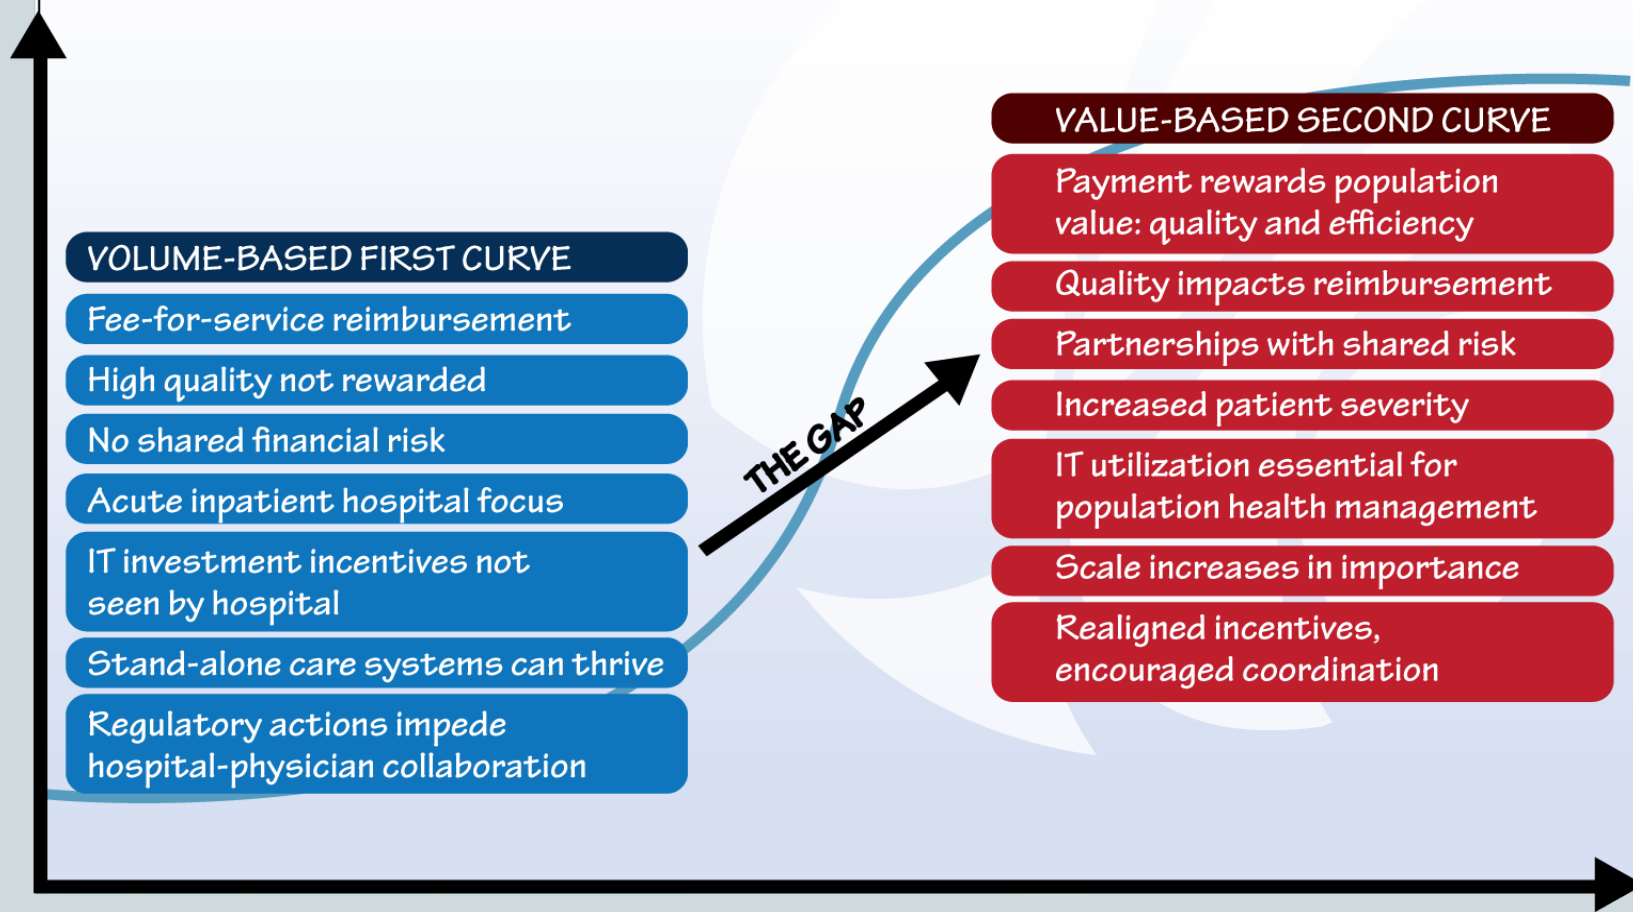 VOLUME-BASED FIRST CURVE
Fee-for-service reimbursement
High quality not rewarded
No shared financial risk
Acute inpatient hospital focus
IT investment incentives not
seen by hospital
Stand-alone care systems can thrive
Regulatory actions impede
hospital-physician collaboration
THE GAP
VALUE-BASED SECOND CURVE
Payment rewards population
value: quality and efficiency
Quality impacts reimbursement
Partnerships with shared risk
Increased patient severity
IT utilization essential for
population health management
Scale increases in importance
Realigned incentives,
encouraged coordination